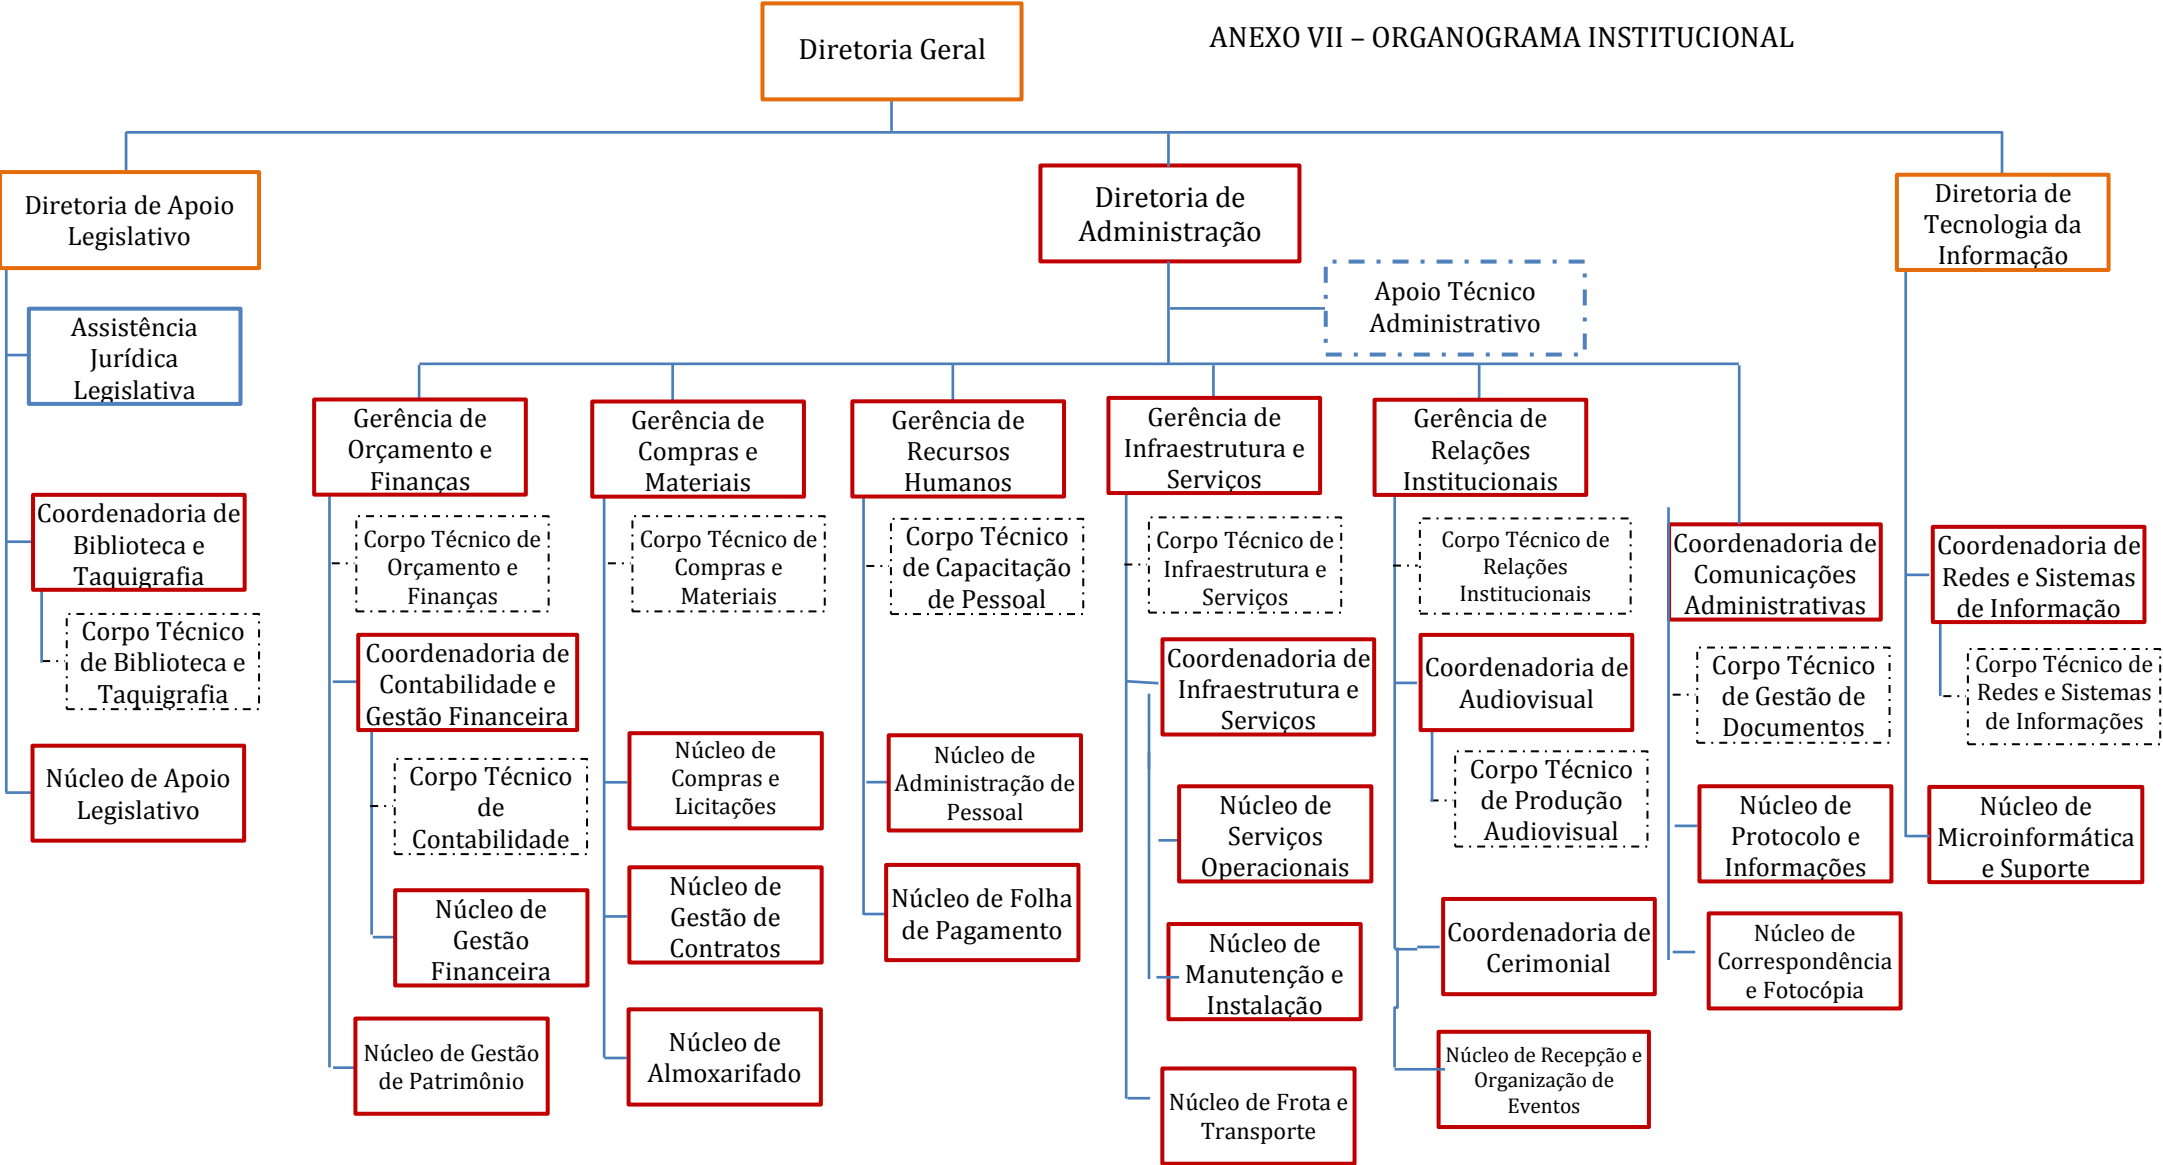 ANEXO VII – ORGANOGRAMA INSTITUCIONAL
Diretoria Geral
Diretoria de Apoio
Legislativo
Diretoria de
Administração
Diretoria de
Tecnologia da
Informação
Apoio Técnico
Administrativo
Assistência
Jurídica
Legislativa
Coordenadoria de
Biblioteca e
Taquigrafia
Corpo Técnico
de Biblioteca e
Taquigrafia
Núcleo de Apoio
Legislativo
Gerência de
Orçamento e
Finanças
Corpo Técnico de
Orçamento e
Finanças
Coordenadoria de
Contabilidade e
Gestão Financeira
Corpo Técnico
de
Contabilidade
Núcleo de
Gestão
Financeira
Núcleo de Gestão
de Patrimônio
Gerência de
Compras e
Materiais
Corpo Técnico de
Compras e
Materiais
Núcleo de
Compras e
Licitações
Núcleo de
Gestão de
Contratos
Núcleo de
Almoxarifado
Gerência de
Recursos
Humanos
Corpo Técnico
de Capacitação
de Pessoal
Núcleo de
Administração de
Pessoal
Núcleo de Folha
de Pagamento
Gerência de
Infraestrutura e
Serviços
Corpo Técnico de
Infraestrutura e
Serviços
Coordenadoria de
Infraestrutura e
Serviços
Núcleo de
Serviços
Operacionais
Núcleo de
Manutenção e
Instalação
Núcleo de Frota e
Transporte
Gerência de
Relações
Institucionais
Corpo Técnico de
Relações
Institucionais
Coordenadoria de
Audiovisual
Corpo Técnico
de Produção
Audiovisual
Coordenadoria de
Cerimonial
Núcleo de Recepção e
Organização de
Eventos
Coordenadoria de
Comunicações
Administrativas
Corpo Técnico
de Gestão de
Documentos
Núcleo de
Protocolo e
Informações
Núcleo de
Correspondência
e Fotocópia
Coordenadoria de
Redes e Sistemas
de Informação
Corpo Técnico de
Redes e Sistemas
de Informações
Núcleo de
Microinformática
e Suporte